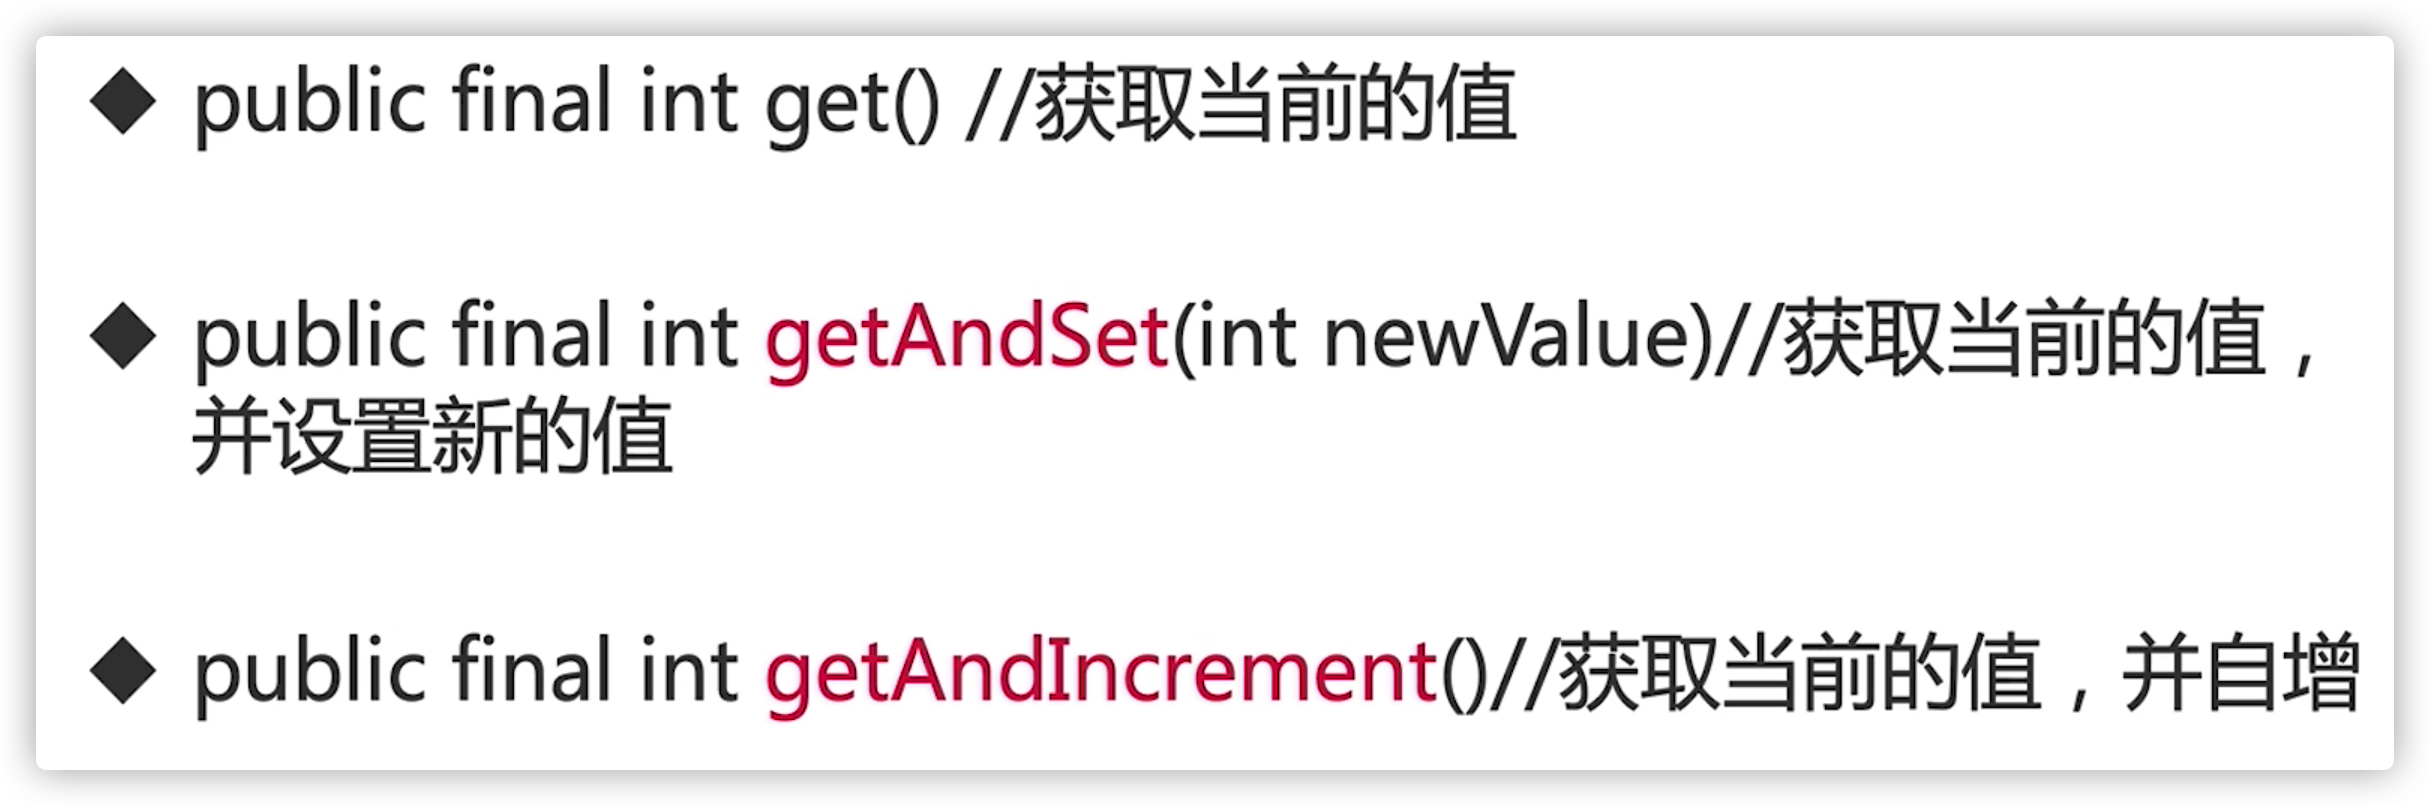 ◆ public final int get() //获取当前的值
◆ public final int getAndSet(int newValue)//获取当前的值，
并设置新的值
◆ public final int getAndIncrement()//获取当前的值，并自增